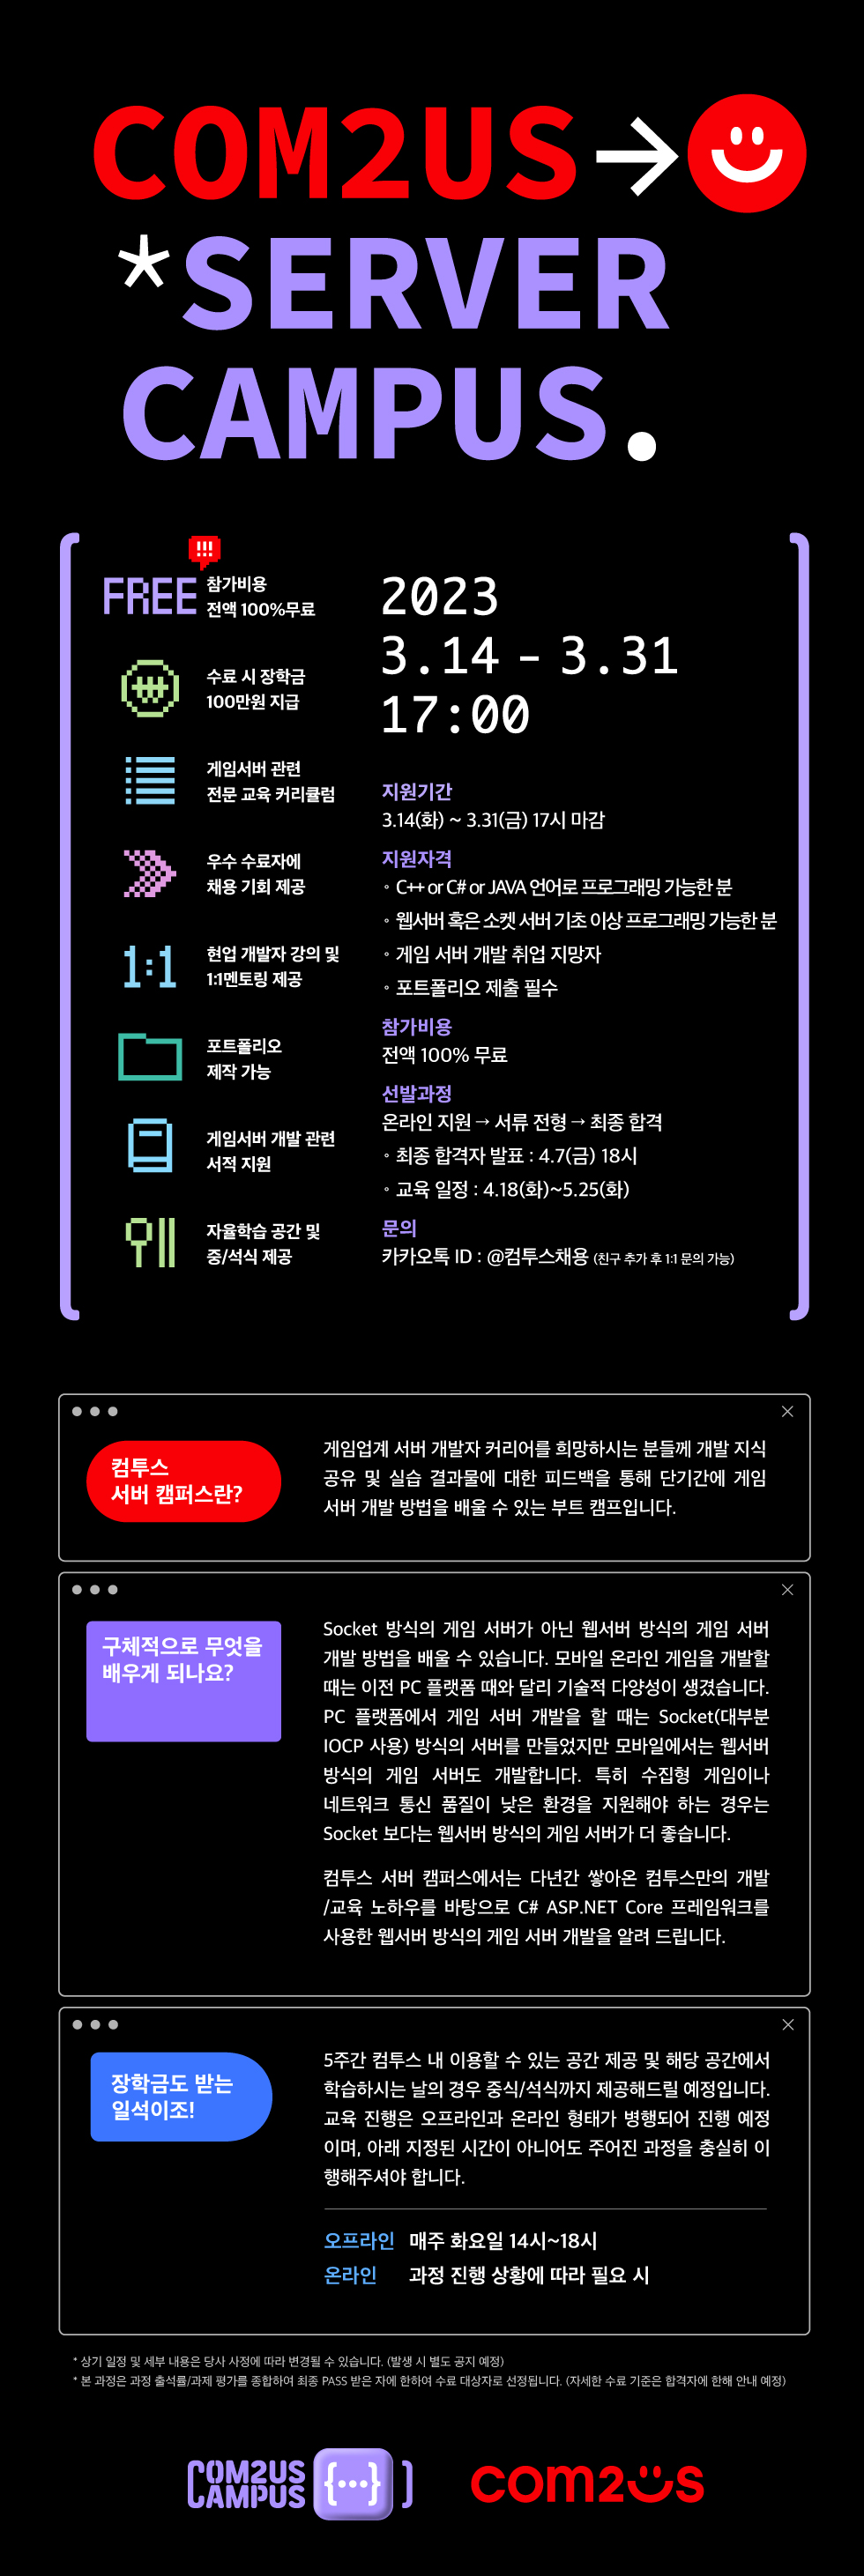 COM2US→
*SERVER
CAMPUS.
!!!
FREE 참가비용
전액 100%무료
수료 시 장학금
100만원 지급
게임서버 관련
전문 교육 커리큘럼
우수 수료자에
채용 기회 제공
1:1 현업 개발자 강의 및
1:1멘토링 제공
포트폴리오
제작 가능
게임서버 개발 관련
서적 지원
자율학습 공간 및
중/석식 제공
2023
3.14 - 3.31
17:00
지원기간
3.14(화) ~ 3.31(금) 17시 마감
지원자격
◦ C++ or C# or JAVA 언어로 프로그래밍 가능한 분
◦ 웹서버 혹은 소켓 서버 기초 이상 프로그래밍 가능한 분
◦ 게임 서버 개발 취업 지망자
◦ 포트폴리오 제출 필수
참가비용
전액 100% 무료
선발과정
온라인 지원 → 서류 전형 → 최종 합격
◦ 최종 합격자 발표 : 4.7(금) 18시
◦ 교육 일정 : 4.18(화)~5.25(화)
문의
카카오톡 ID : @컴투스채용 (친구 추가 후 1:1 문의 가능)
컴투스
서버 캠퍼스란?
게임업계 서버 개발자 커리어를 희망하시는 분들께 개발 지식
공유 및 실습 결과물에 대한 피드백을 통해 단기간에 게임
서버 개발 방법을 배울 수 있는 부트 캠프입니다.
구체적으로 무엇을
배우게 되나요?
Socket 방식의 게임 서버가 아닌 웹서버 방식의 게임 서버
개발 방법을 배울 수 있습니다. 모바일 온라인 게임을 개발할
때는 이전 PC 플랫폼 때와 달리 기술적 다양성이 생겼습니다.
PC 플랫폼에서 게임 서버 개발을 할 때는 Socket(대부분
IOCP 사용) 방식의 서버를 만들었지만 모바일에서는 웹서버
방식의 게임 서버도 개발합니다. 특히 수집형 게임이나
네트워크 통신 품질이 낮은 환경을 지원해야 하는 경우는
Socket 보다는 웹서버 방식의 게임 서버가 더 좋습니다.
컴투스 서버 캠퍼스에서는 다년간 쌓아온 컴투스만의 개발
/교육 노하우를 바탕으로 C# ASP.NET Core 프레임워크를
사용한 웹서버 방식의 게임 서버 개발을 알려 드립니다.
장학금도 받는
일석이조!
5주간 컴투스 내 이용할 수 있는 공간 제공 및 해당 공간에서
학습하시는 날의 경우 중식/석식까지 제공해드릴 예정입니다.
교육 진행은 오프라인과 온라인 형태가 병행되어 진행 예정
이며, 아래 지정된 시간이 아니어도 주어진 과정을 충실히 이
행해주셔야 합니다.
오프라인 매주 화요일 14시~18시
온라인 과정 진행 상황에 따라 필요 시
* 상기 일정 및 세부 내용은 당사 사정에 따라 변경될 수 있습니다. (발생 시 별도 공지 예정)
* 본 과정은 과정 출석률/과제 평가를 종합하여 최종 PASS 받은 자에 한하여 수료 대상자로 선정됩니다. (자세한 수료 기준은 합격자에 한해 안내 예정)
[COM2US
CAMPUS {···} ]
com2us